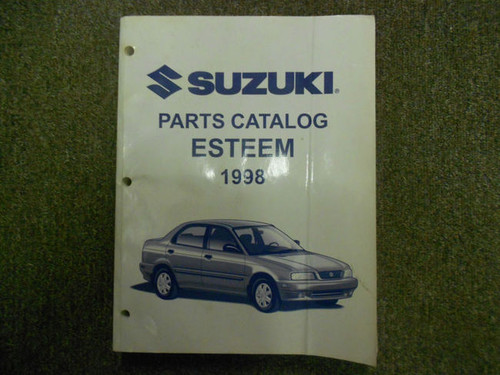 SUZUKI®
PARTS CATALOG
ESTEEM
1998